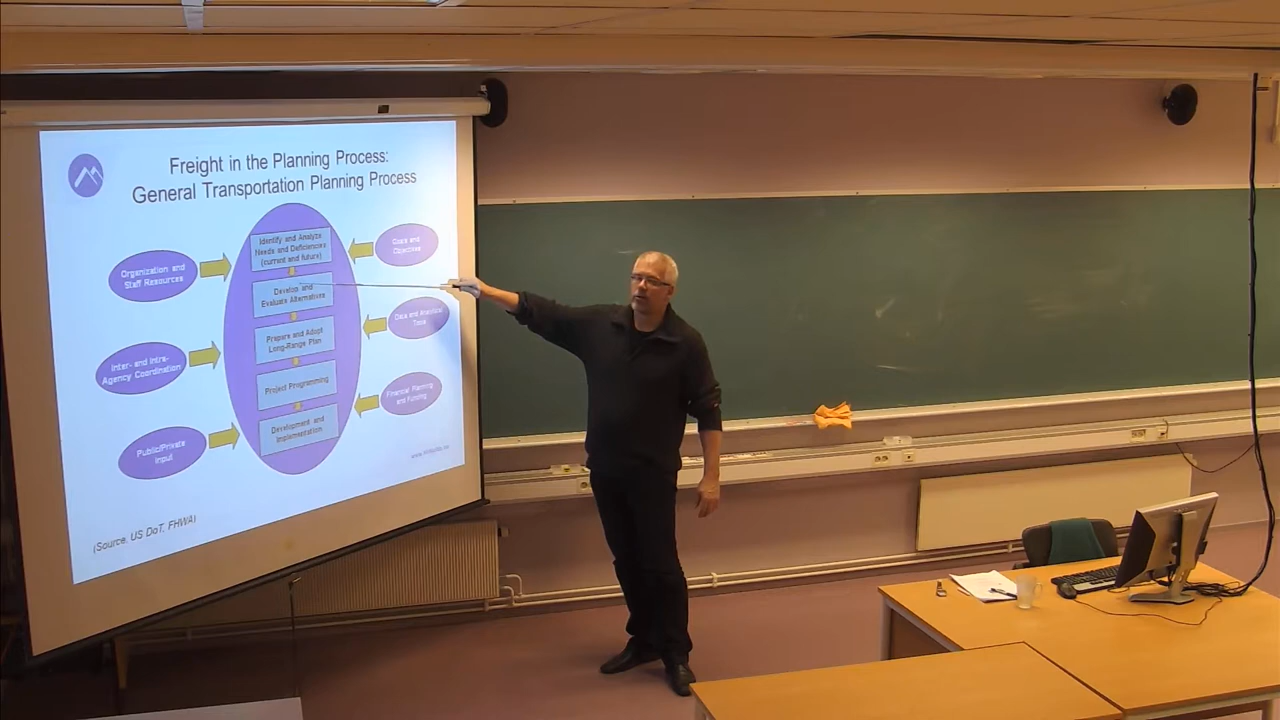 Freight in the Planning Process:
General Transportation Planning Process
Identify and Analyze
Needs and Deficiencies
(current and future)
Goals and
Objectives
Organization and
Staff Resources
Develop and
Evaluate Alternatives
Data and Analytical
Tools
Prepare and Adopt
Long-Range Plan
Inter- and Intra-
Agency Coordination
Project Programming
Financial Planning
and Funding
Development and
Implementation
Public/Private
Input
(Source, US DoT, FHWA)